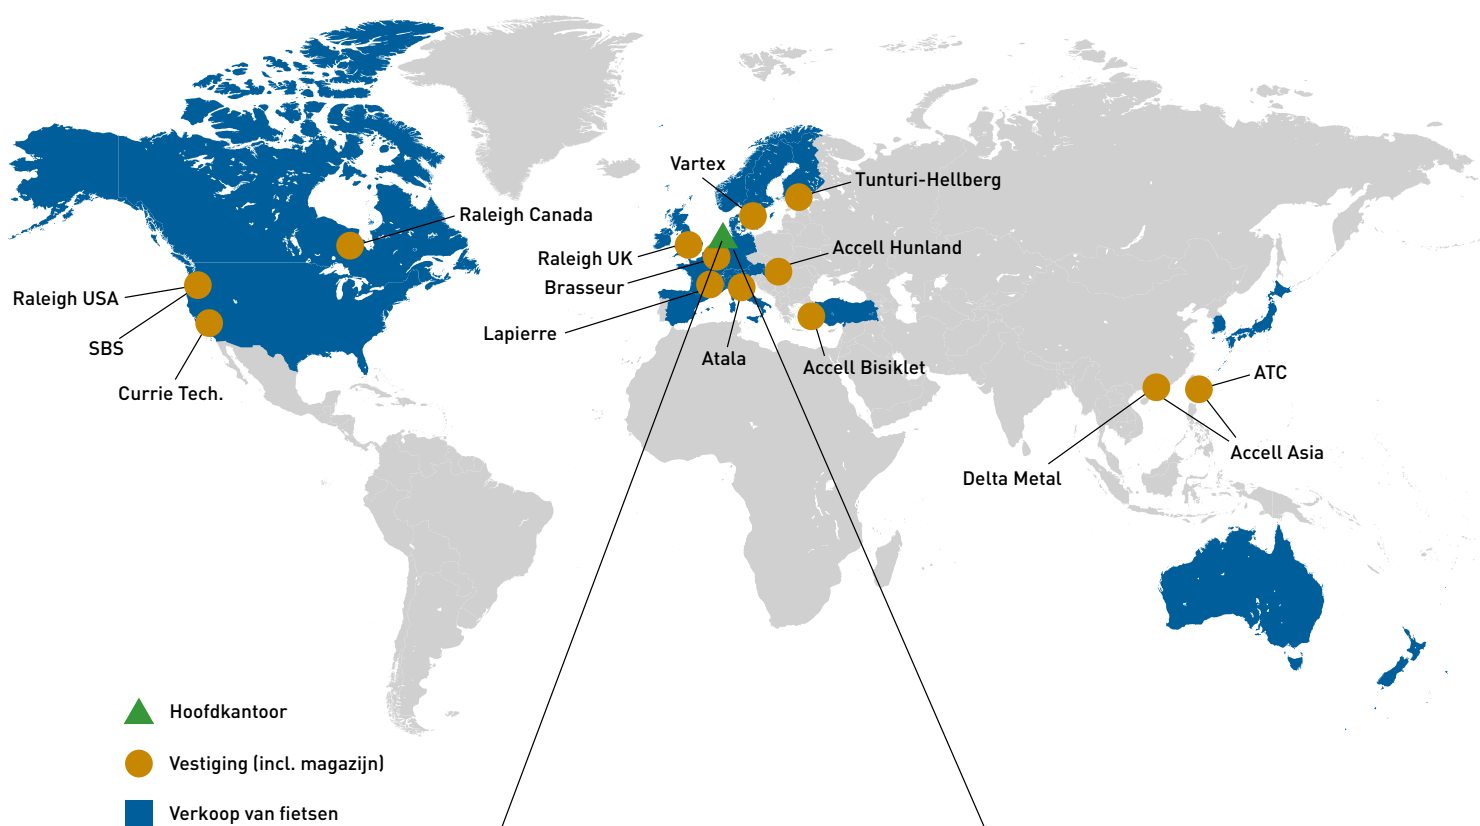 Vartex
Tunturi-Hellberg
Raleigh Canada
Raleigh UK
Accell Hunland
Brasseur
Raleigh USA
Lapierre
SBS
Atala
Accell Bisiklet
ATC
Currie Tech.
Accell Asia
Delta Metal
Hoofdkantoor
Vestiging (incl. magazijn)
Verkoop van fietsen